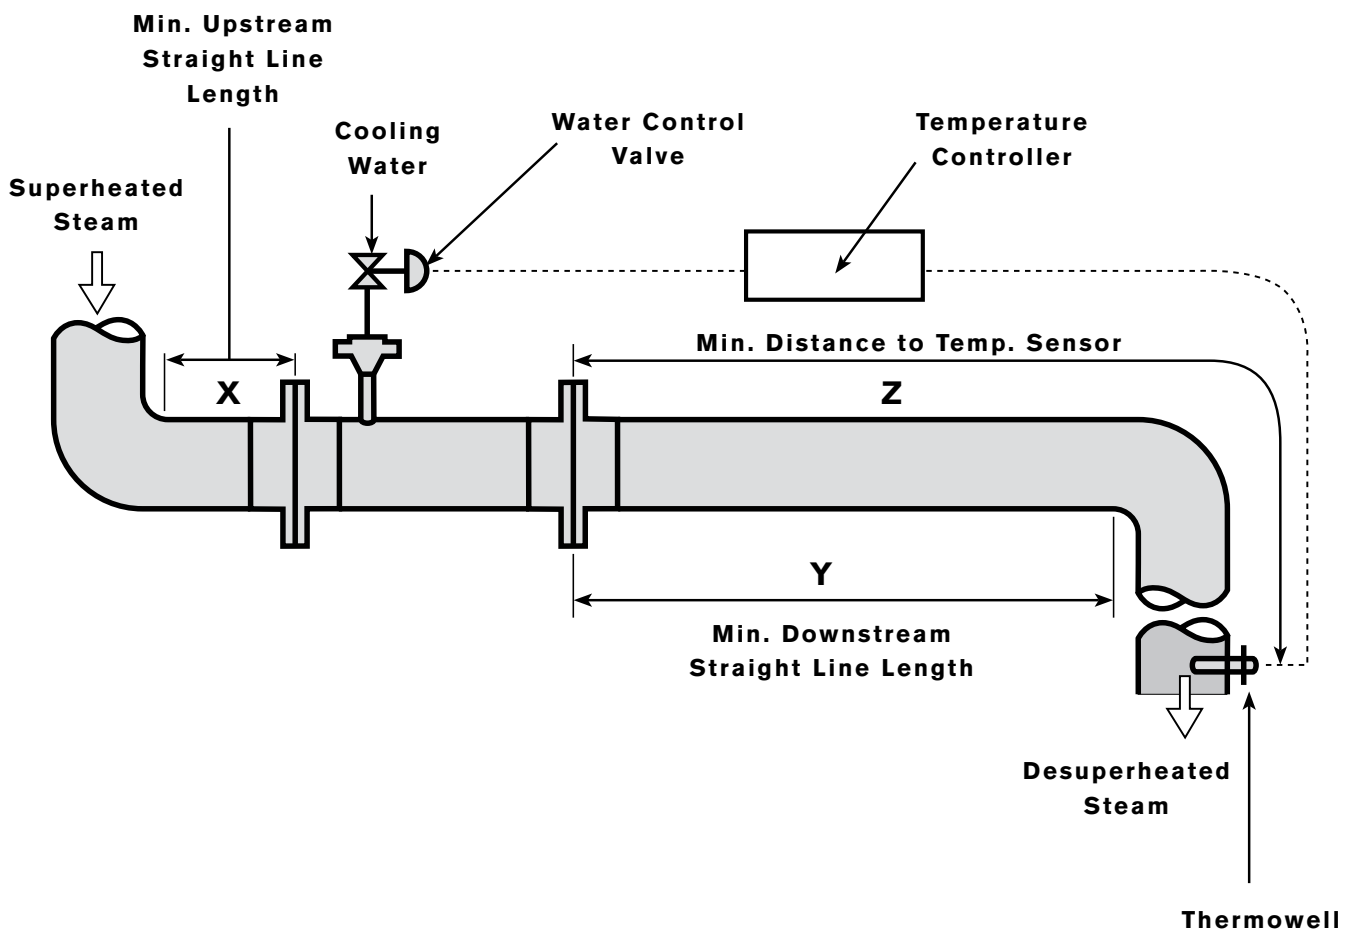 Min. Upstream
Straight Line
Length
Cooling
Water
Water Control
Valve
Temperature
Controller
Superheated
Steam
Min. Distance to Temp. Sensor
X
Z
Y
Min. Downstream
Straight Line Length
Desuperheated
Steam
Thermowell